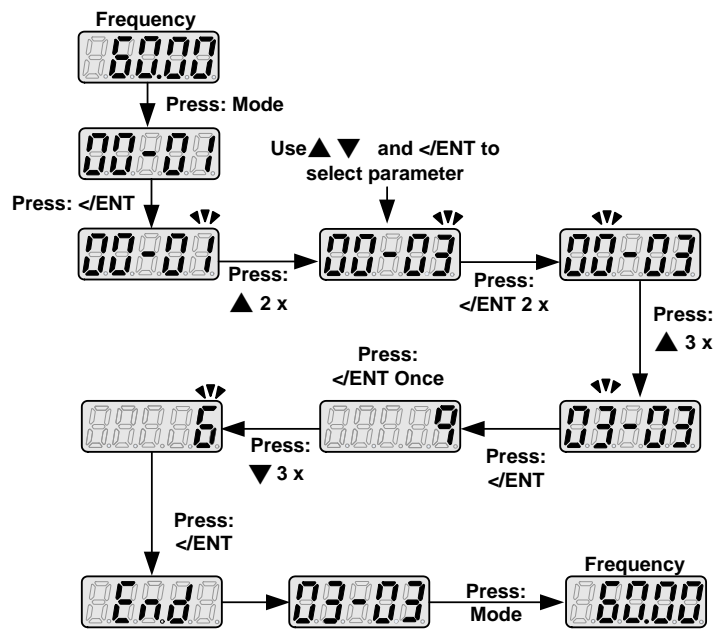 Frequency
60.00
Press: Mode
00-01
Use ▲ ▼ and </ENT to
select parameter
Press: </ENT
00-01
Press:
▲ 2 x
00-03
Press:
</ENT 2 x
00-03
Press:
▲ 3 x
03-03
Press:
</ENT
Press:
</ENT Once
9
Press:
▼ 3 x
6
Press:
</ENT
End
03-03
Press:
Mode
Frequency
60.00